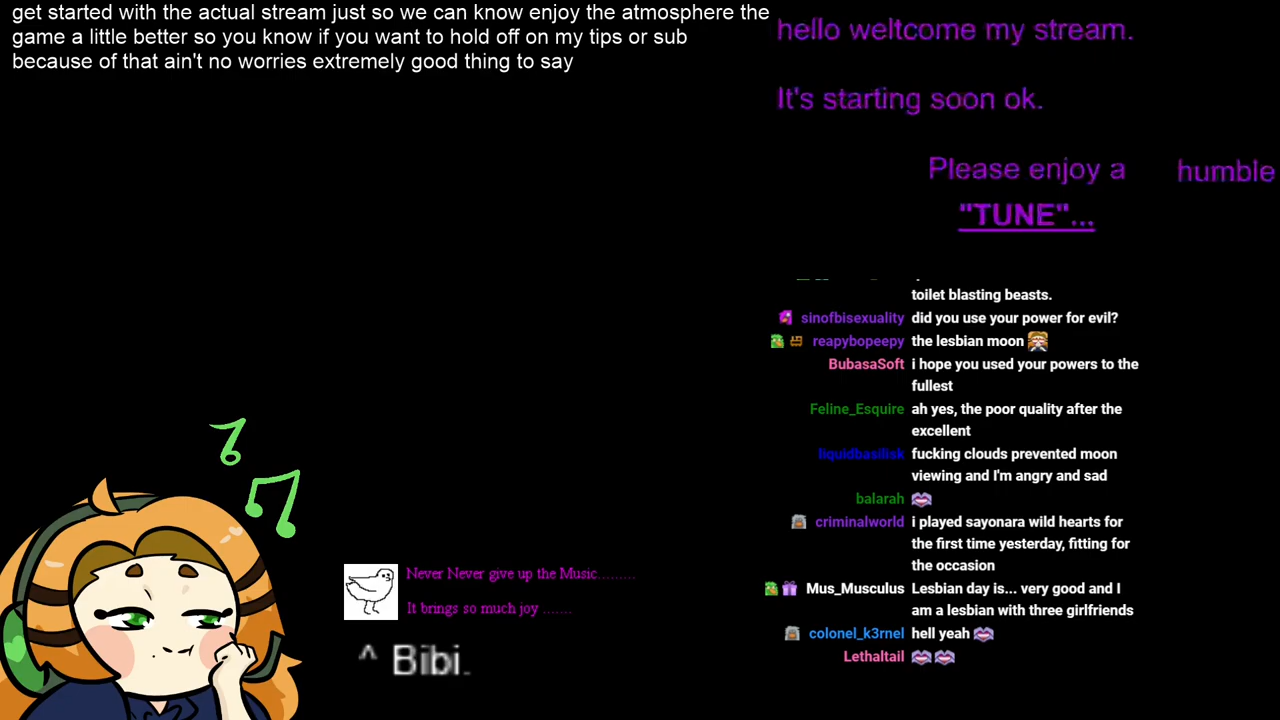 get started with the actual stream just so we can know enjoy the atmosphere the
game a little better so you know if you want to hold off on my tips or sub
because of that ain't no worries extremely good thing to say
hello weltcome my stream.
It's starting soon ok.
Please enjoy a humble
"TUNE"...
toilet blasting beasts.
sinofbisexuality did you use your power for evil?
reapybopeepy the lesbian moon
BubasaSoft i hope you used your powers to the
fullest
Feline_Esquire ah yes, the poor quality after the
excellent
liquidbasilisk fucking clouds prevented moon
viewing and I'm angry and sad
balarah
criminalworld i played sayonara wild hearts for
the first time yesterday, fitting for
the occasion
Mus_Musculus Lesbian day is... very good and I
am a lesbian with three girlfriends
colonel_k3rnel hell yeah
Lethaltail
Never Never give up the Music.........
It brings so much joy .......
^ Bibi.